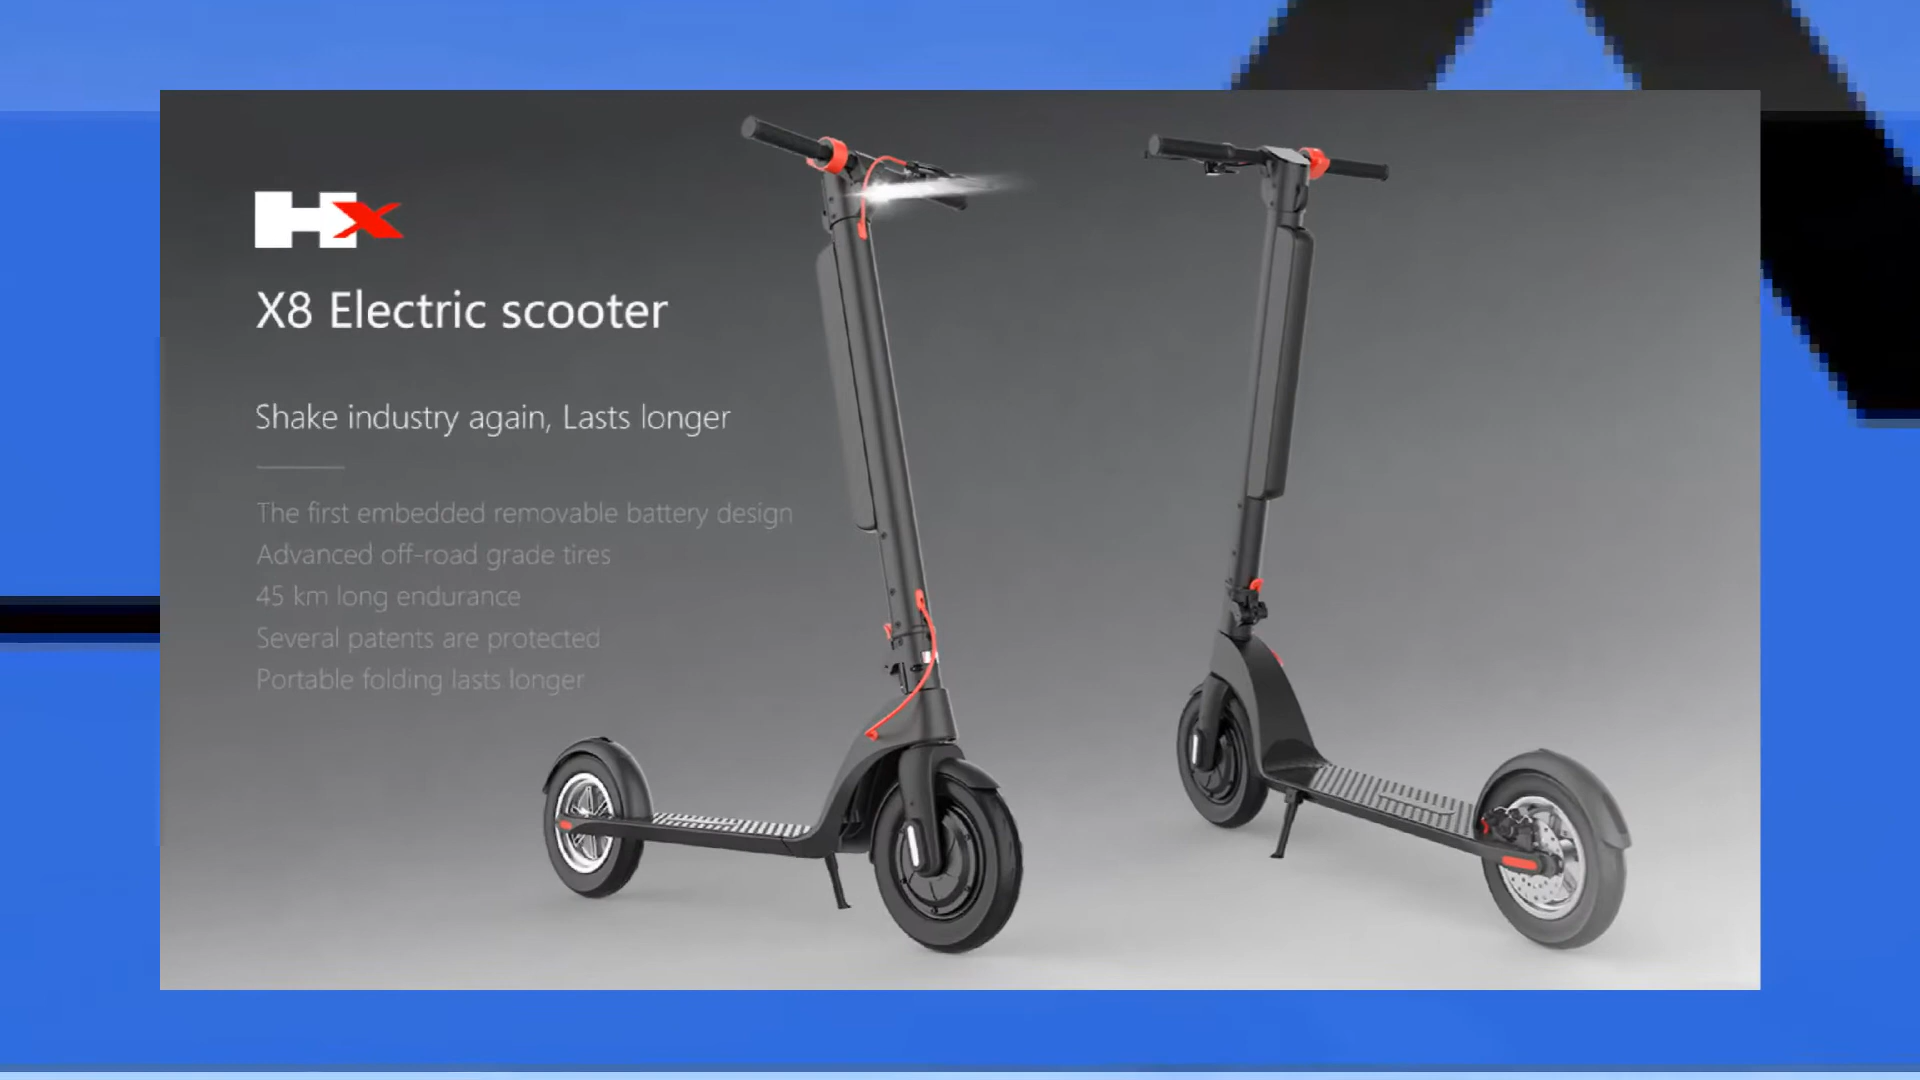 HX
X8 Electric scooter
Shake industry again, Lasts longer
The first embedded removable battery design
Advanced off-road grade tires
45 km long endurance
Several patents are protected
Portable folding lasts longer